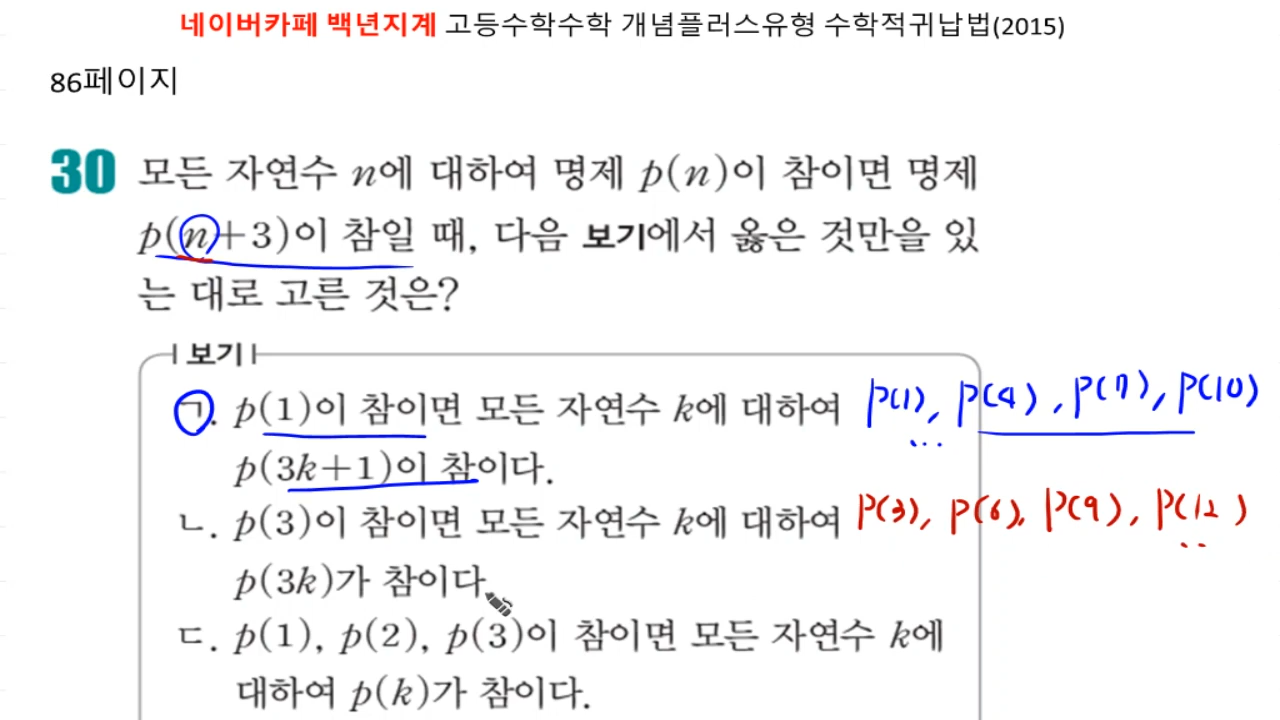 네이버카페 백년지계 고등수학수학 개념플러스유형 수학적귀납법(2015)
86페이지
30 모든 자연수 n에 대하여 명제 p(n)이 참이면 명제
p(n+3)이 참일 때, 다음 보기에서 옳은 것만을 있
는 대로 고른 것은?
보기
ㄱ. p(1)이 참이면 모든 자연수 k에 대하여 p(1), p(4), p(7), p(10)
...
p(3k+1)이 참이다.
ㄴ. p(3)이 참이면 모든 자연수 k에 대하여 p(3), p(6), p(9), p(12)
..
p(3k)가 참이다.
ㄷ. p(1), p(2), p(3)이 참이면 모든 자연수 k에
대하여 p(k)가 참이다.